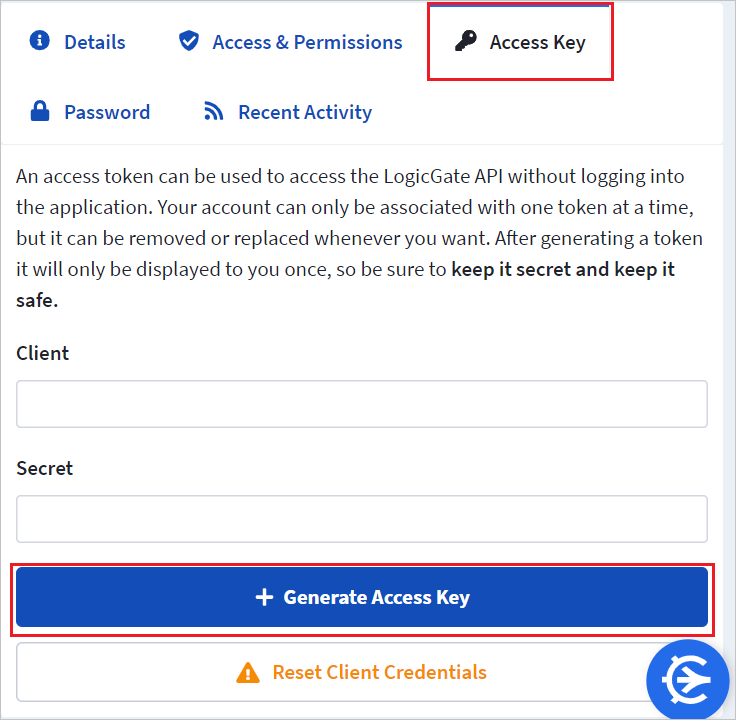 Details
Access & Permissions
Access Key
Password
Recent Activity
An access token can be used to access the LogicGate API without logging into
the application. Your account can only be associated with one token at a time,
but it can be removed or replaced whenever you want. After generating a token
it will only be displayed to you once, so be sure to keep it secret and keep it
safe.
Client
Secret
Generate Access Key
Reset Client Credentials